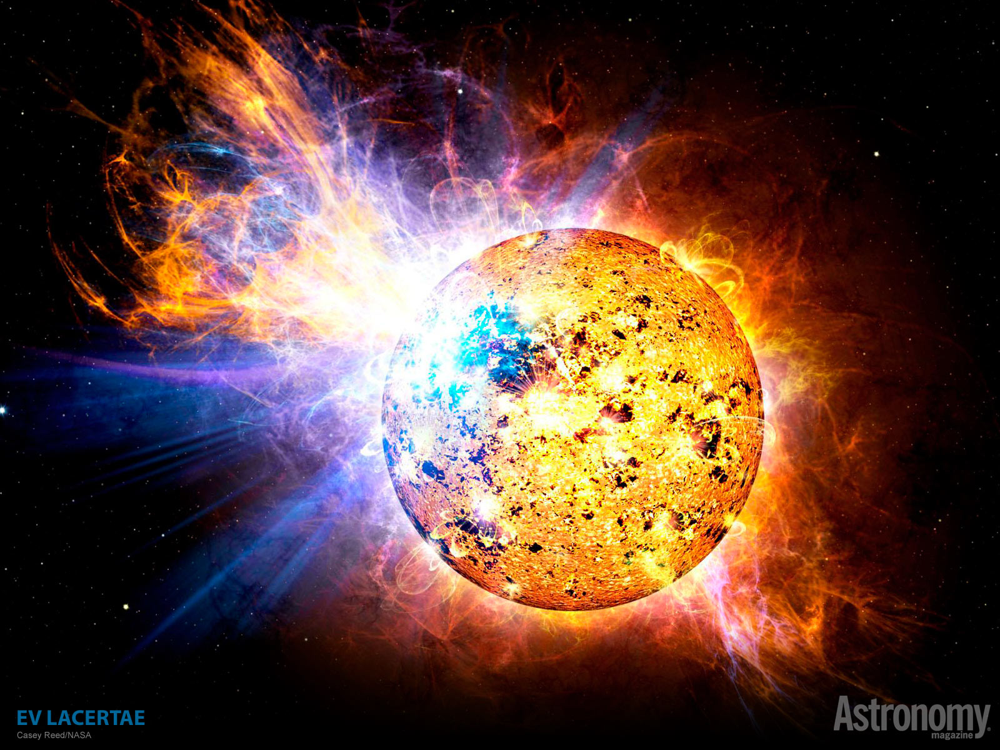 EV LACERTAE
Casey Reed/NASA
Astronomy
magazine